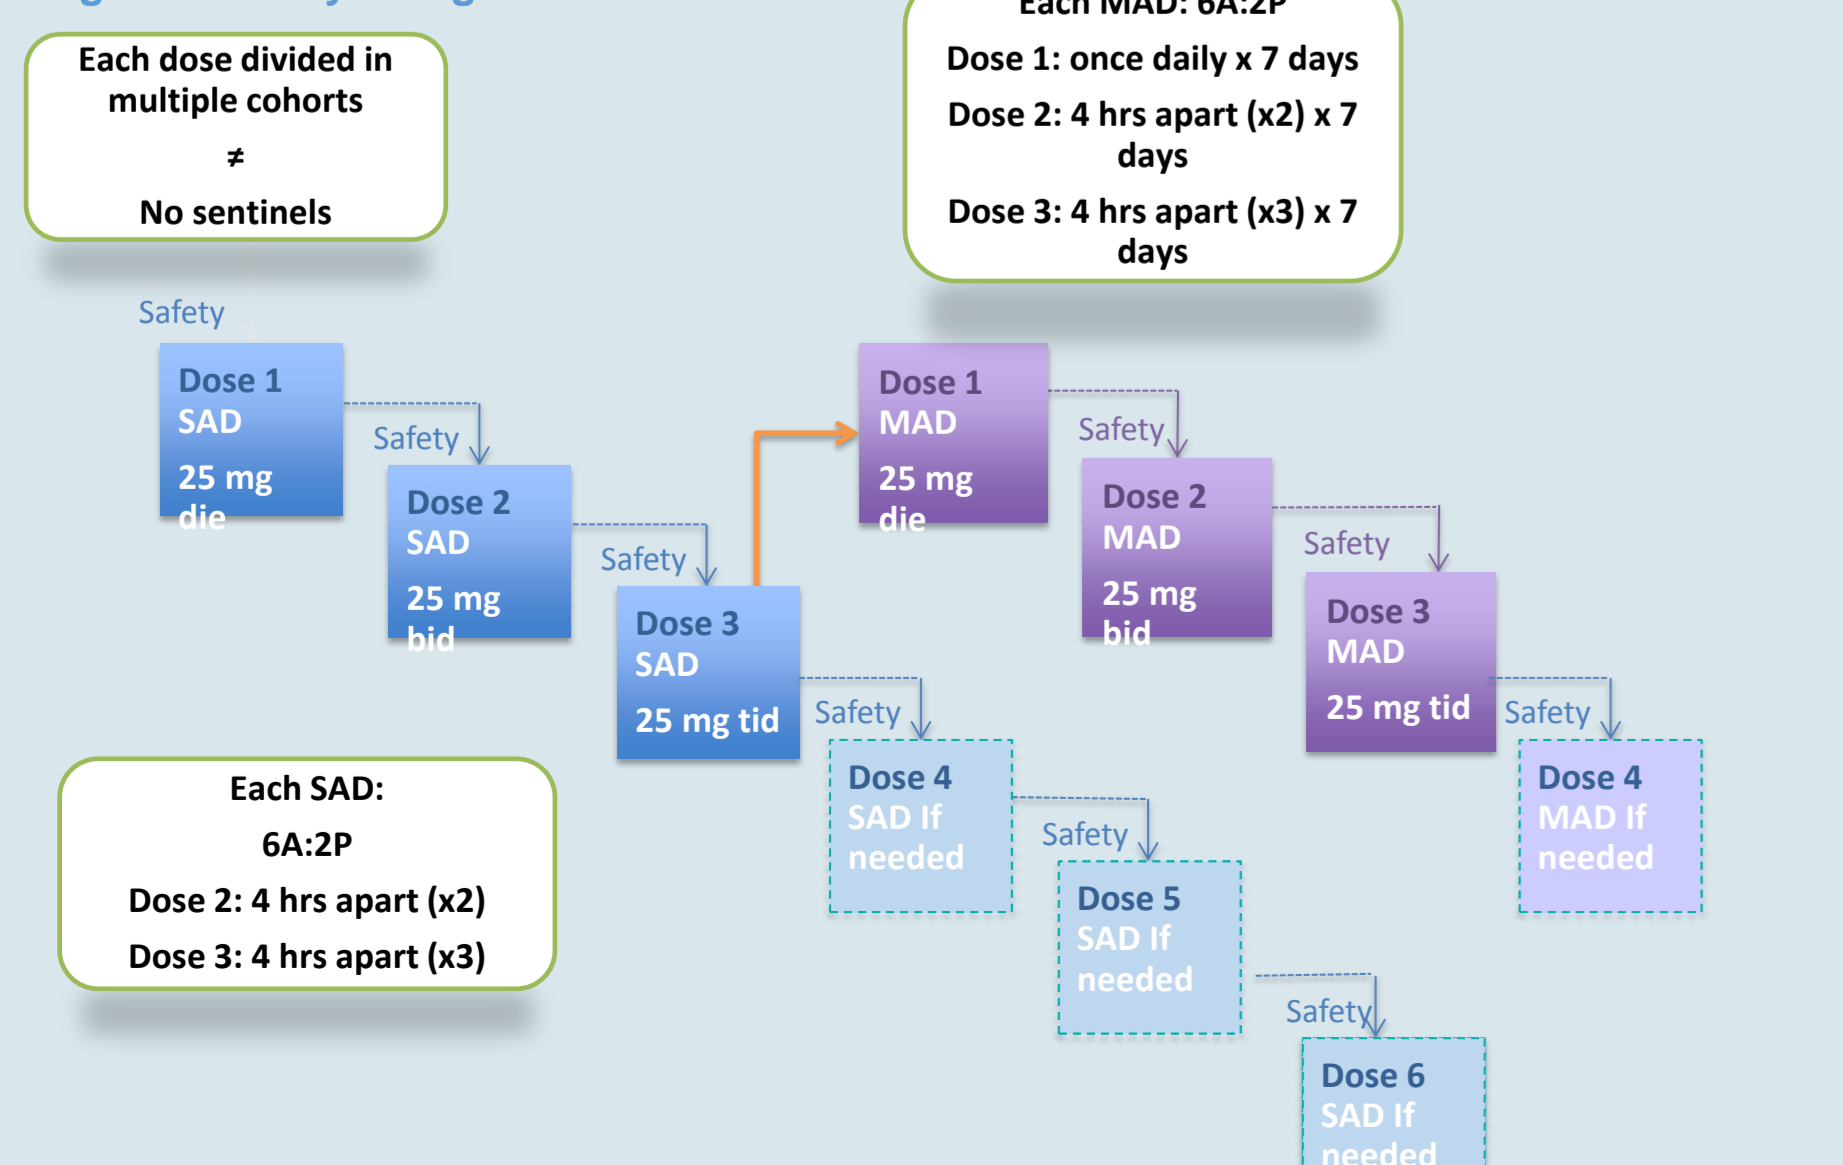 Each dose divided in
multiple cohorts
≠
No sentinels
Each MAD: 6A:2P
Dose 1: once daily x 7 days
Dose 2: 4 hrs apart (x2) x 7
days
Dose 3: 4 hrs apart (x3) x 7
days
Safety
Dose 1
SAD
25 mg
die
Safety
Dose 2
SAD
25 mg
bid
Safety
Dose 3
SAD
25 mg tid
Dose 1
MAD
25 mg
die
Safety
Dose 2
MAD
25 mg
bid
Safety
Dose 3
MAD
25 mg tid
Safety
Dose 4
MAD If
needed
Safety
Dose 4
SAD If
needed
Safety
Dose 5
SAD If
needed
Safety
Dose 6
SAD If
needed
Each SAD:
6A:2P
Dose 2: 4 hrs apart (x2)
Dose 3: 4 hrs apart (x3)